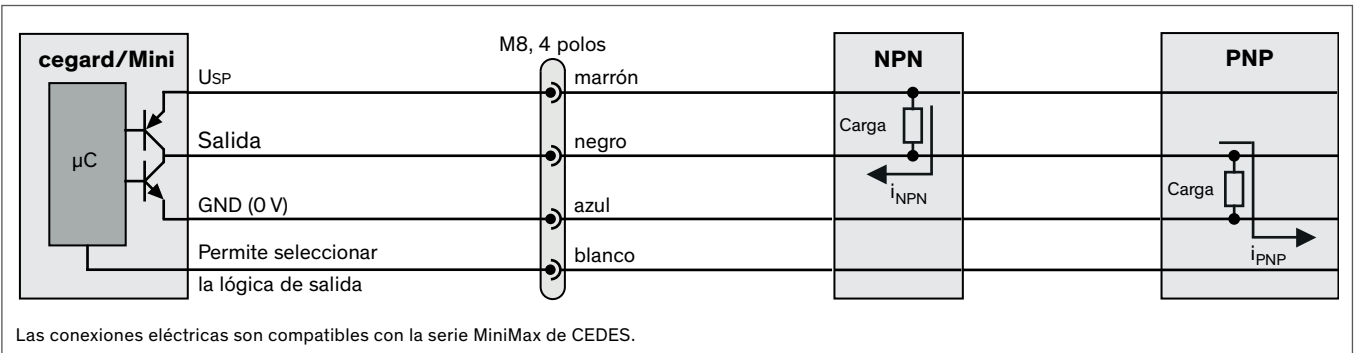 cegard/Mini
M8, 4 polos
NPN
PNP
USP
marrón
Carga
µC
Salida
negro
iNPN
Carga
GND (0 V)
azul
iPNP
Permite seleccionar
la lógica de salida
blanco
Las conexiones eléctricas son compatibles con la serie MiniMax de CEDES.